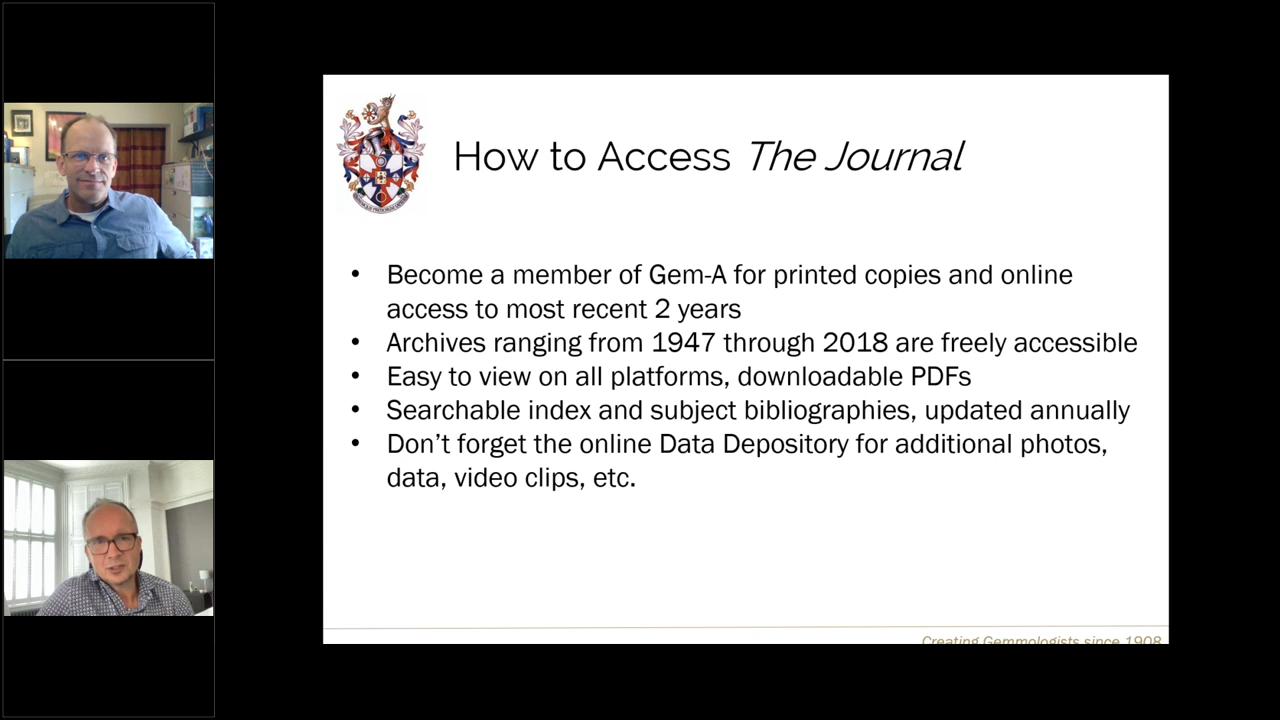 How to Access The Journal
• Become a member of Gem-A for printed copies and online
access to most recent 2 years
• Archives ranging from 1947 through 2018 are freely accessible
• Easy to view on all platforms, downloadable PDFs
• Searchable index and subject bibliographies, updated annually
• Don’t forget the online Data Depository for additional photos,
data, video clips, etc.
Creating Gemmologists since 1908